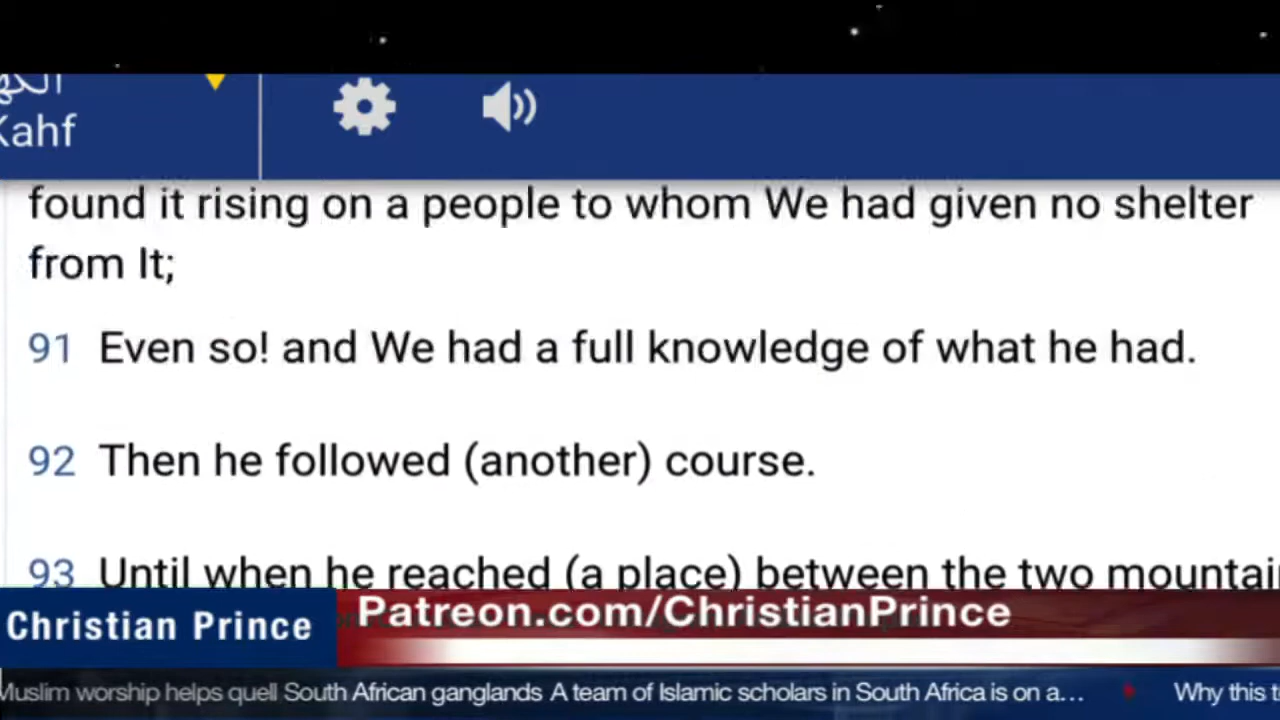 الكه
Kahf
found it rising on a people to whom We had given no shelter
from It;
91 Even so! and We had a full knowledge of what he had.
92 Then he followed (another) course.
93 Until when he reached (a place) between the two mountai
Christian Prince
Patreon.com/ChristianPrince
Muslim worship helps quell South African ganglands A team of Islamic scholars in South Africa is on a... Why this t